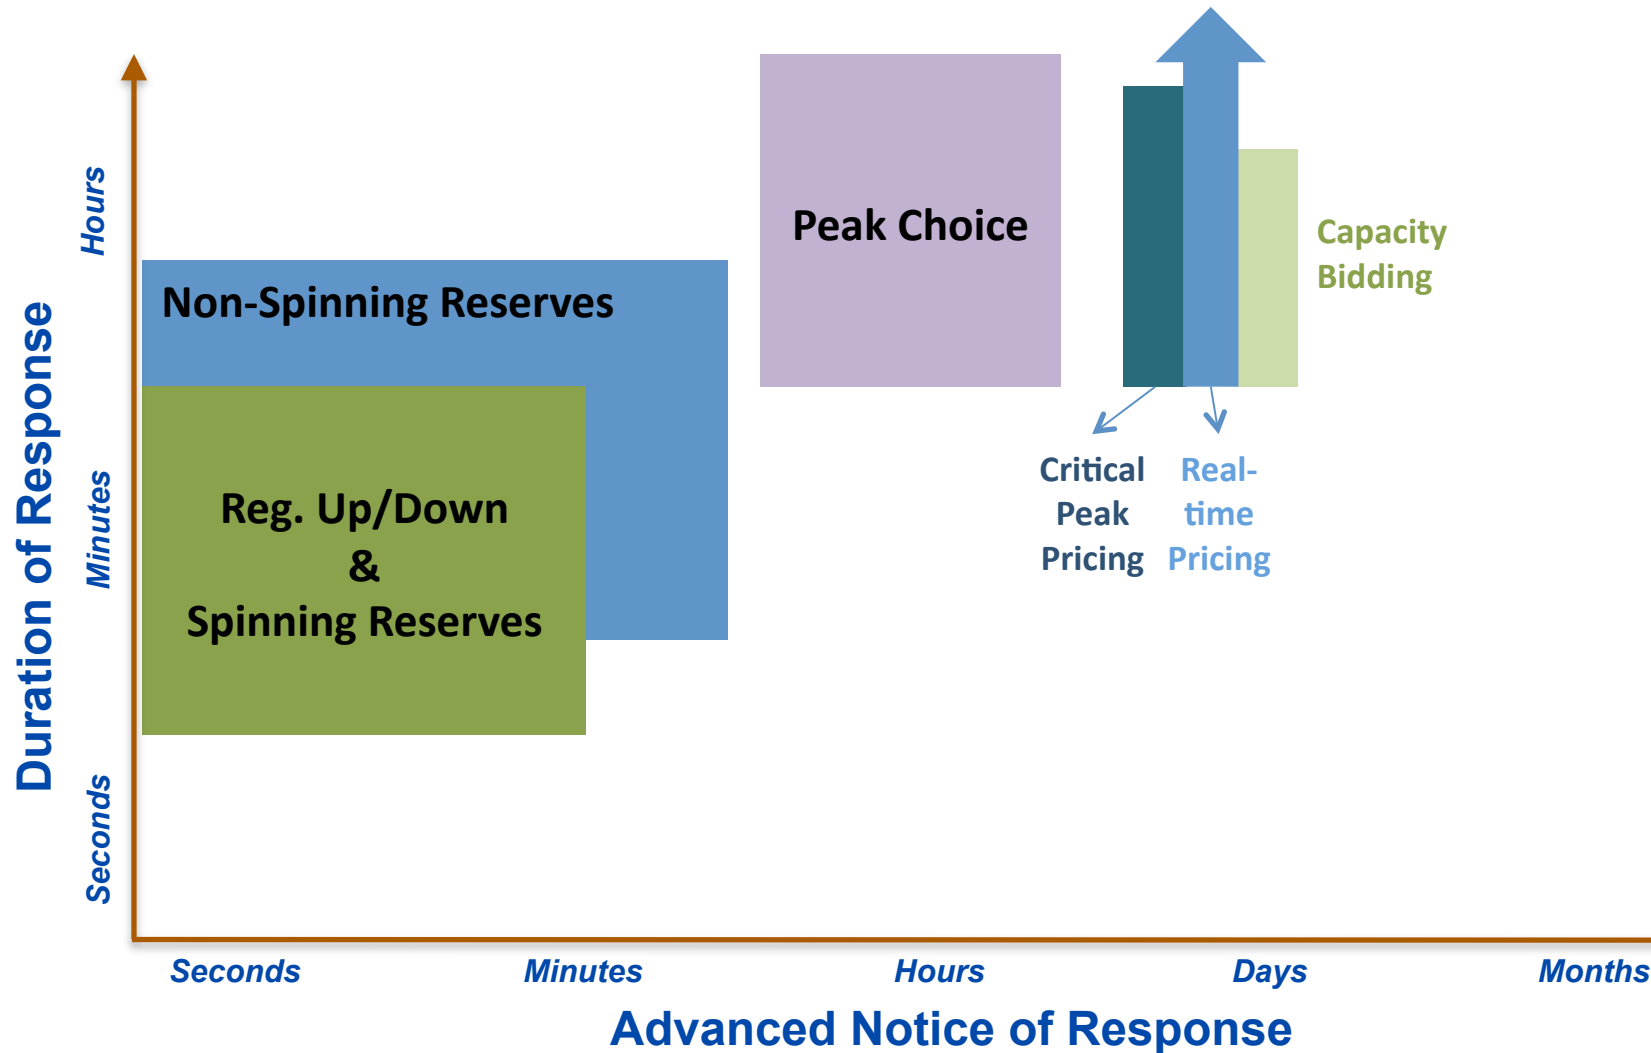 Duration of Response
Hours
Minutes
Seconds
Non-Spinning Reserves
Reg. Up/Down
&
Spinning Reserves
Peak Choice
Capacity
Bidding
Critical
Peak
Pricing
Real-
time
Pricing
Seconds
Minutes
Hours
Days
Months
Advanced Notice of Response